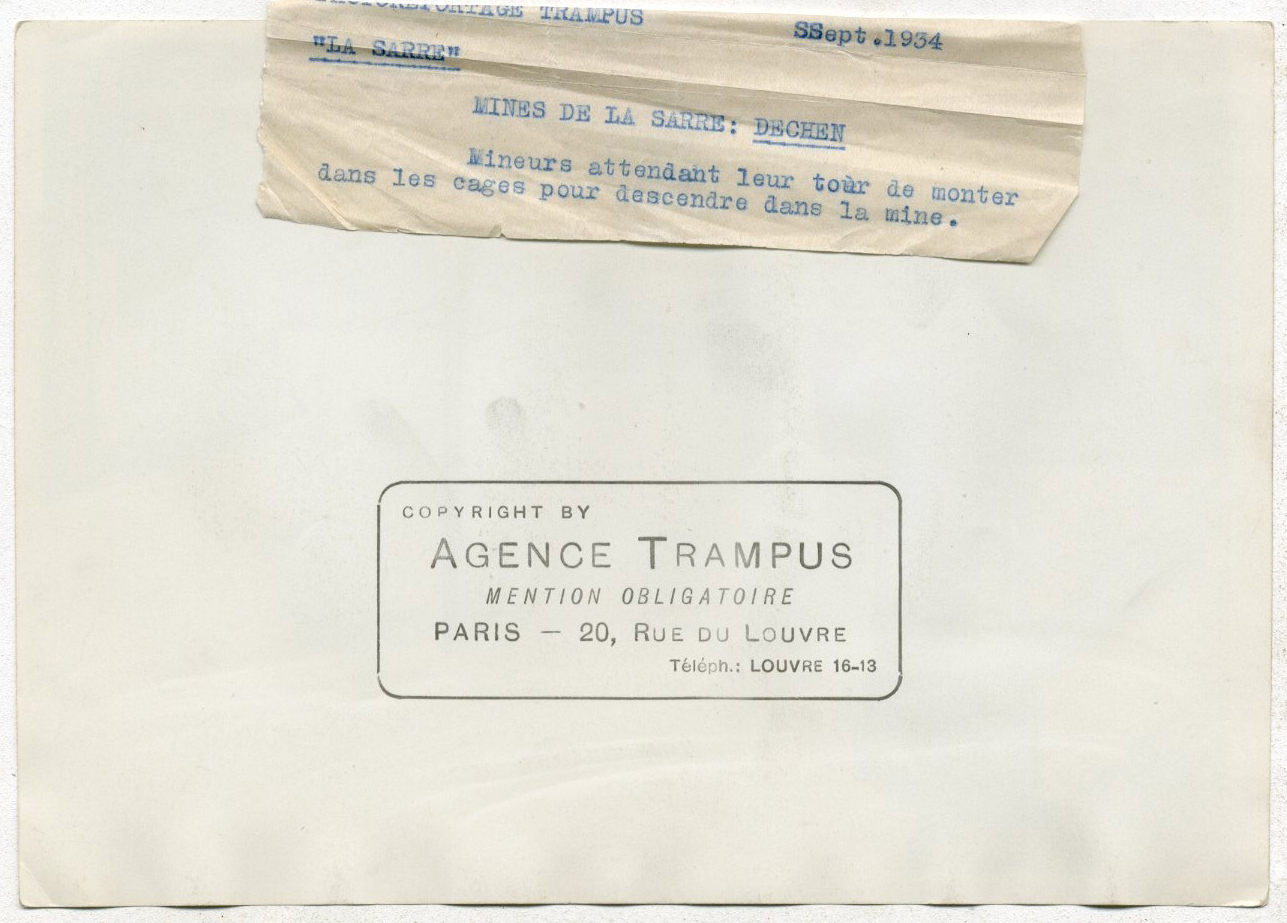 PHOTOREPORTAGE TRAMPUS SSept.1934
"LA SARRE"
MINES DE LA SARRE: DECHEN
Mineurs attendant leur tour de monter
dans les cages pour descendre dans la mine.
COPYRIGHT BY
AGENCE TRAMPUS
MENTION OBLIGATOIRE
PARIS — 20, RUE DU LOUVRE
Téléph.: LOUVRE 16-13